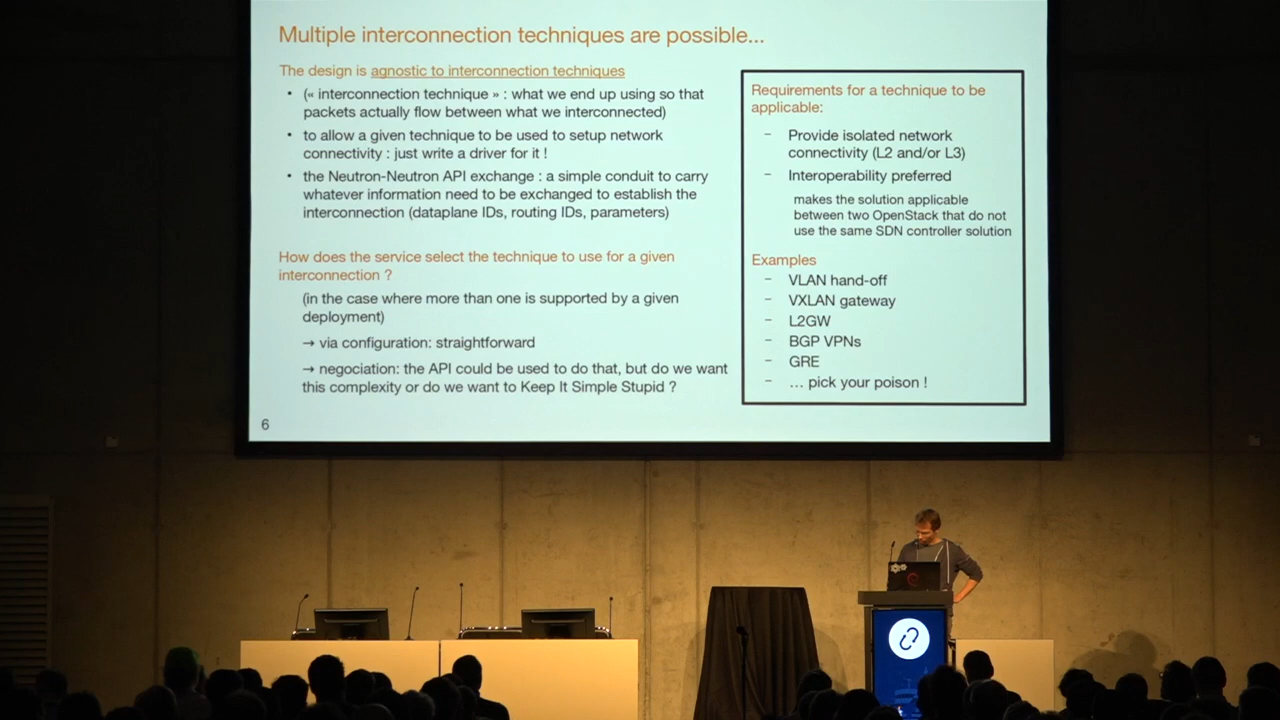 Multiple interconnection techniques are possible...
The design is agnostic to interconnection techniques
• (« interconnection technique » : what we end up using so that
packets actually flow between what we interconnected)
• to allow a given technique to be used to setup network
connectivity : just write a driver for it !
• the Neutron-Neutron API exchange : a simple conduit to carry
whatever information need to be exchanged to establish the
interconnection (dataplane IDs, routing IDs, parameters)
How does the service select the technique to use for a given
interconnection ?
(in the case where more than one is supported by a given
deployment)
→ via configuration: straightforward
→ negociation: the API could be used to do that, but do we want
this complexity or do we want to Keep It Simple Stupid ?
6
Requirements for a technique to be
applicable:
− Provide isolated network
connectivity (L2 and/or L3)
− Interoperability preferred
makes the solution applicable
between two OpenStack that do not
use the same SDN controller solution
Examples
− VLAN hand-off
− VXLAN gateway
− L2GW
− BGP VPNs
− GRE
− … pick your poison !